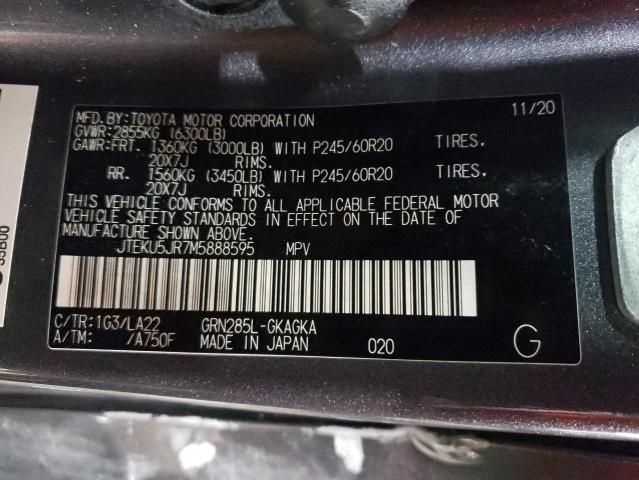 MFD.BY:TOYOTA MOTOR CORPORATION 11/20
GVWR:2855KG (6300LB)
GAWR:FRT. 1360KG (3000LB) WITH P245/60R20 TIRES.
20X7J RIMS.
RR. 1560KG (3450LB) WITH P245/60R20 TIRES.
20X7J RIMS.
THIS VEHICLE CONFORMS TO ALL APPLICABLE FEDERAL MOTOR
VEHICLE SAFETY STANDARDS IN EFFECT ON THE DATE OF
MANUFACTURE SHOWN ABOVE.
JTEKU5JR7M5888595 MPV
C/TR:1G3/LA22 GRN285L-GKAGKA
A/TM: /A750F MADE IN JAPAN 020 G